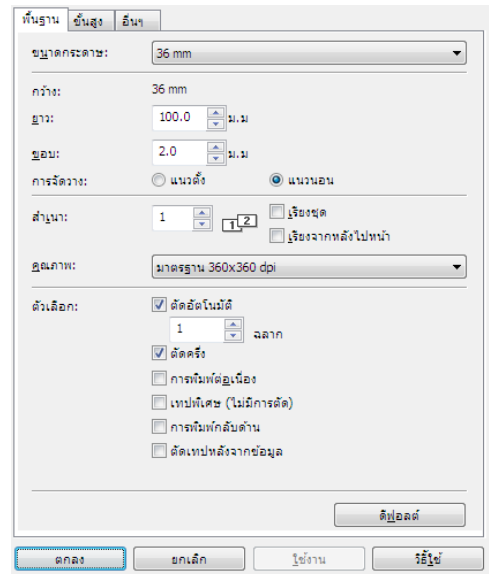 พื้นฐาน ขั้นสูง อื่นๆ
ขนาดกระดาษ: 36 mm
กว้าง: 36 mm
ยาว: 100.0 ม.ม
ขอบ: 2.0 ม.ม
การจัดวาง: แนวตั้ง แนวนอน
สำเนา: 1 1 2 เรียงชุด
เรียงจากหลังไปหน้า
คุณภาพ: มาตรฐาน 360x360 dpi
ตัวเลือก: ตัดอัตโนมัติ
1 ฉลาก
ตัดครึ่ง
การพิมพ์ต่อเนื่อง
เทปพิเศษ (ไม่มีการตัด)
การพิมพ์กลับด้าน
ตัดเทปหลังจากข้อมูล
ดีฟอลต์
ตกลง ยกเลิก ใช้งาน วิธีใช้